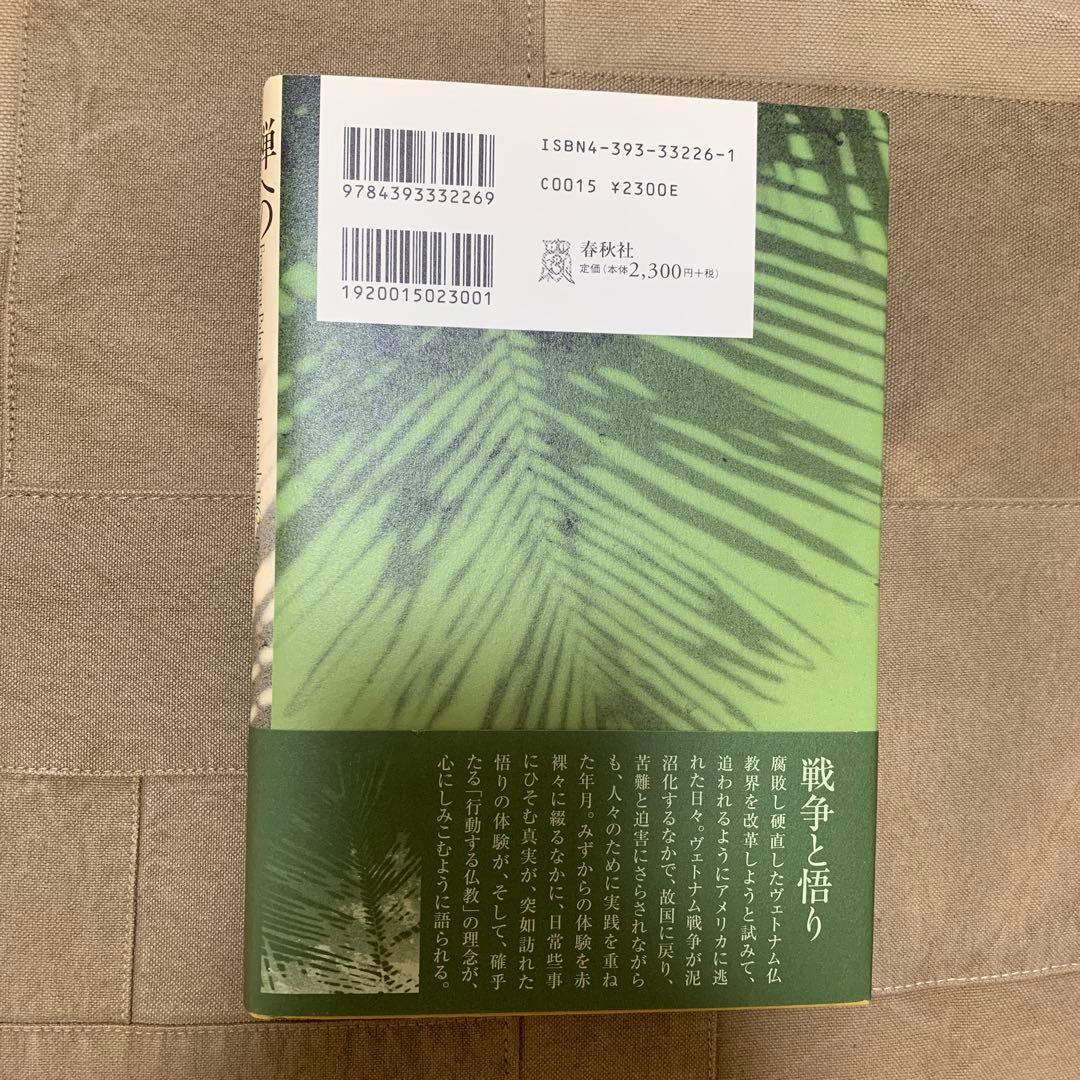 ISBN4-393-33226-1
C0015 ¥2300E
9784393332269
1920015023001
春秋社
定価(本体2,300円+税)
禅への
戦争と悟り
腐敗し硬直したヴェトナム仏
教界を改革しようと試みて、
追われるようにアメリカに逃
れた日々。ヴェトナム戦争が泥
沼化するなかで、故国に戻り、
苦難と迫害にさらされながら
も、人々のために実践を重ね
た年月。みずからの体験を赤
裸々に綴るなかに、日常些事
にひそむ真実が、突如訪れた
悟りの体験が、そして、確乎
たる「行動する仏教」の理念が、
心にしみこむように語られる。